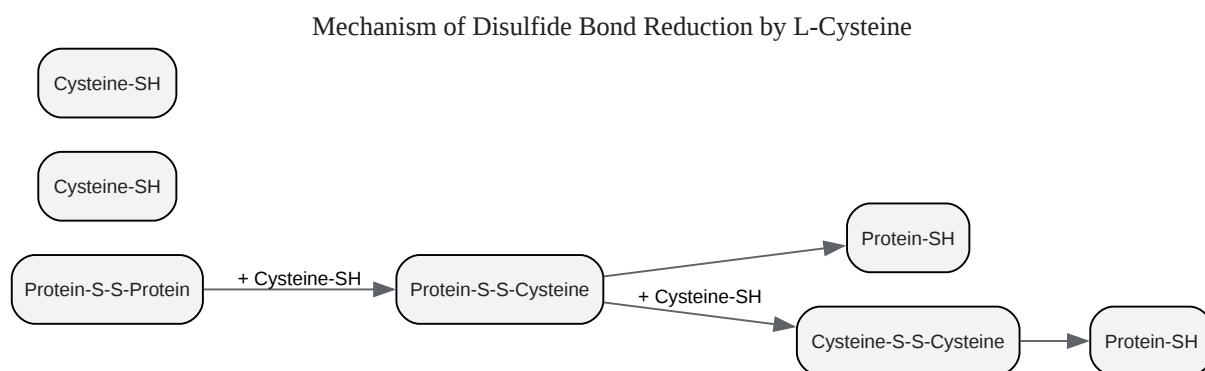 Mechanism of Disulfide Bond Reduction by L-Cysteine
Cysteine-SH
Cysteine-SH
Protein-S-S-Protein
+ Cysteine-SH
Protein-S-S-Cysteine
Protein-SH
+ Cysteine-SH
Cysteine-S-S-Cysteine
Protein-SH